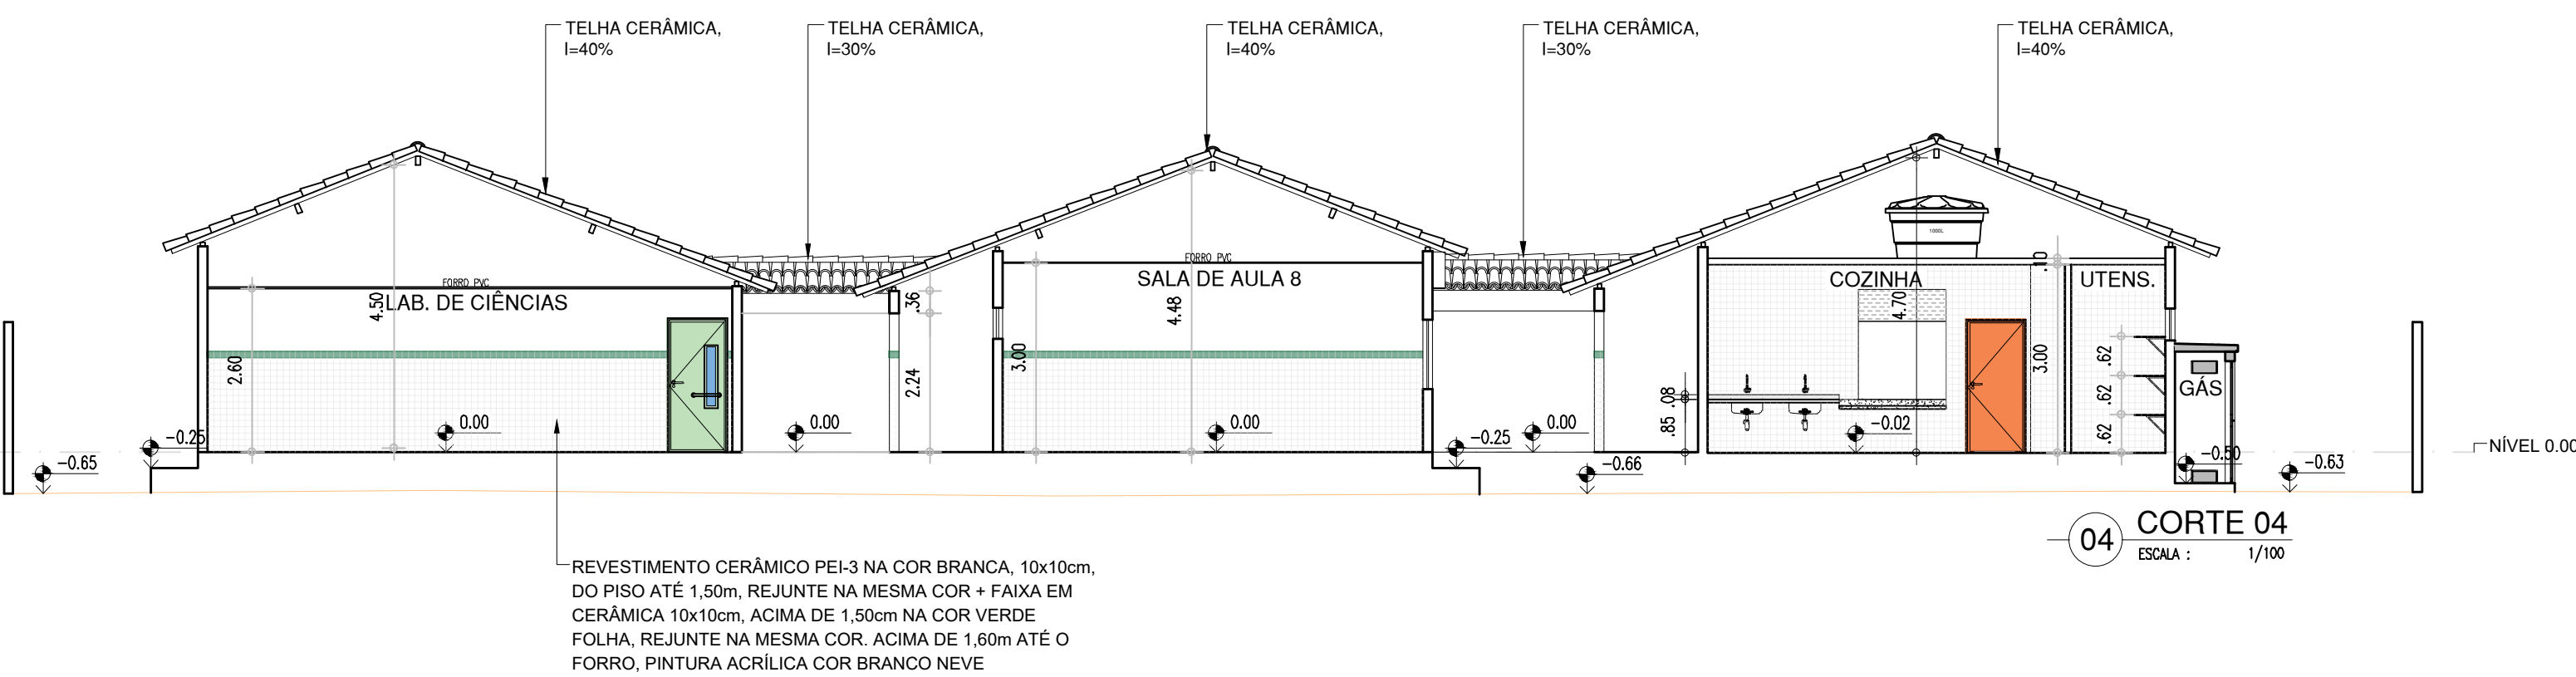 TELHA CERÂMICA,
I=40%
TELHA CERÂMICA,
I=30%
TELHA CERÂMICA,
I=40%
TELHA CERÂMICA,
I=30%
TELHA CERÂMICA,
I=40%
1000L
FORRO PVC
LAB. DE CIÊNCIAS
4.50
2.60
0.00
-0.25
-0.65
0.00
.36
2.24
FORRO PVC
SALA DE AULA 8
4.48
3.00
0.00
-0.25
0.00
-0.66
COZINHA
4.70
.10
3.00
.08
.85
-0.02
UTENS.
.62
.62
.62
GÁS
-0.50
-0.63
NÍVEL 0.00
04
CORTE 04
ESCALA : 1/100
REVESTIMENTO CERÂMICO PEI-3 NA COR BRANCA, 10x10cm,
DO PISO ATÉ 1,50m, REJUNTE NA MESMA COR + FAIXA EM
CERÂMICA 10x10cm, ACIMA DE 1,50cm NA COR VERDE
FOLHA, REJUNTE NA MESMA COR. ACIMA DE 1,60m ATÉ O
FORRO, PINTURA ACRÍLICA COR BRANCO NEVE